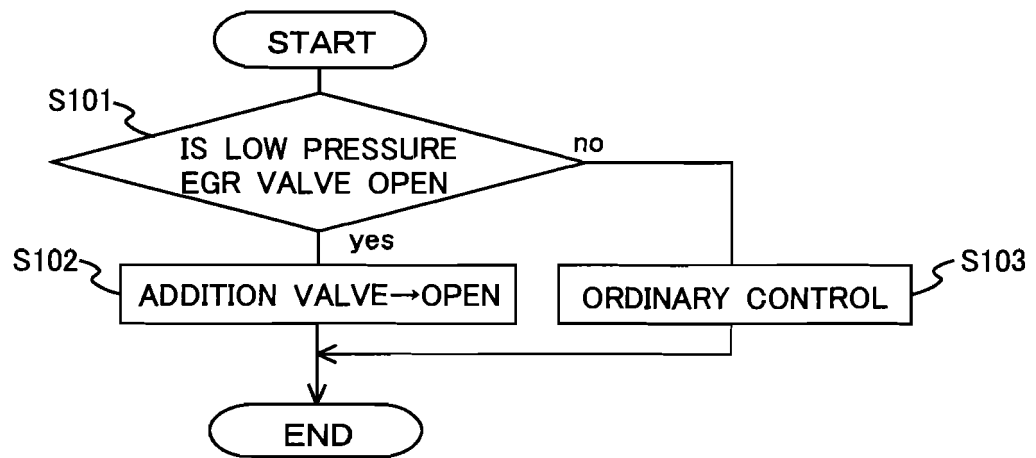 START
S101
IS LOW PRESSURE
EGR VALVE OPEN
no
yes
S102
ADDITION VALVE→OPEN
ORDINARY CONTROL
S103
END